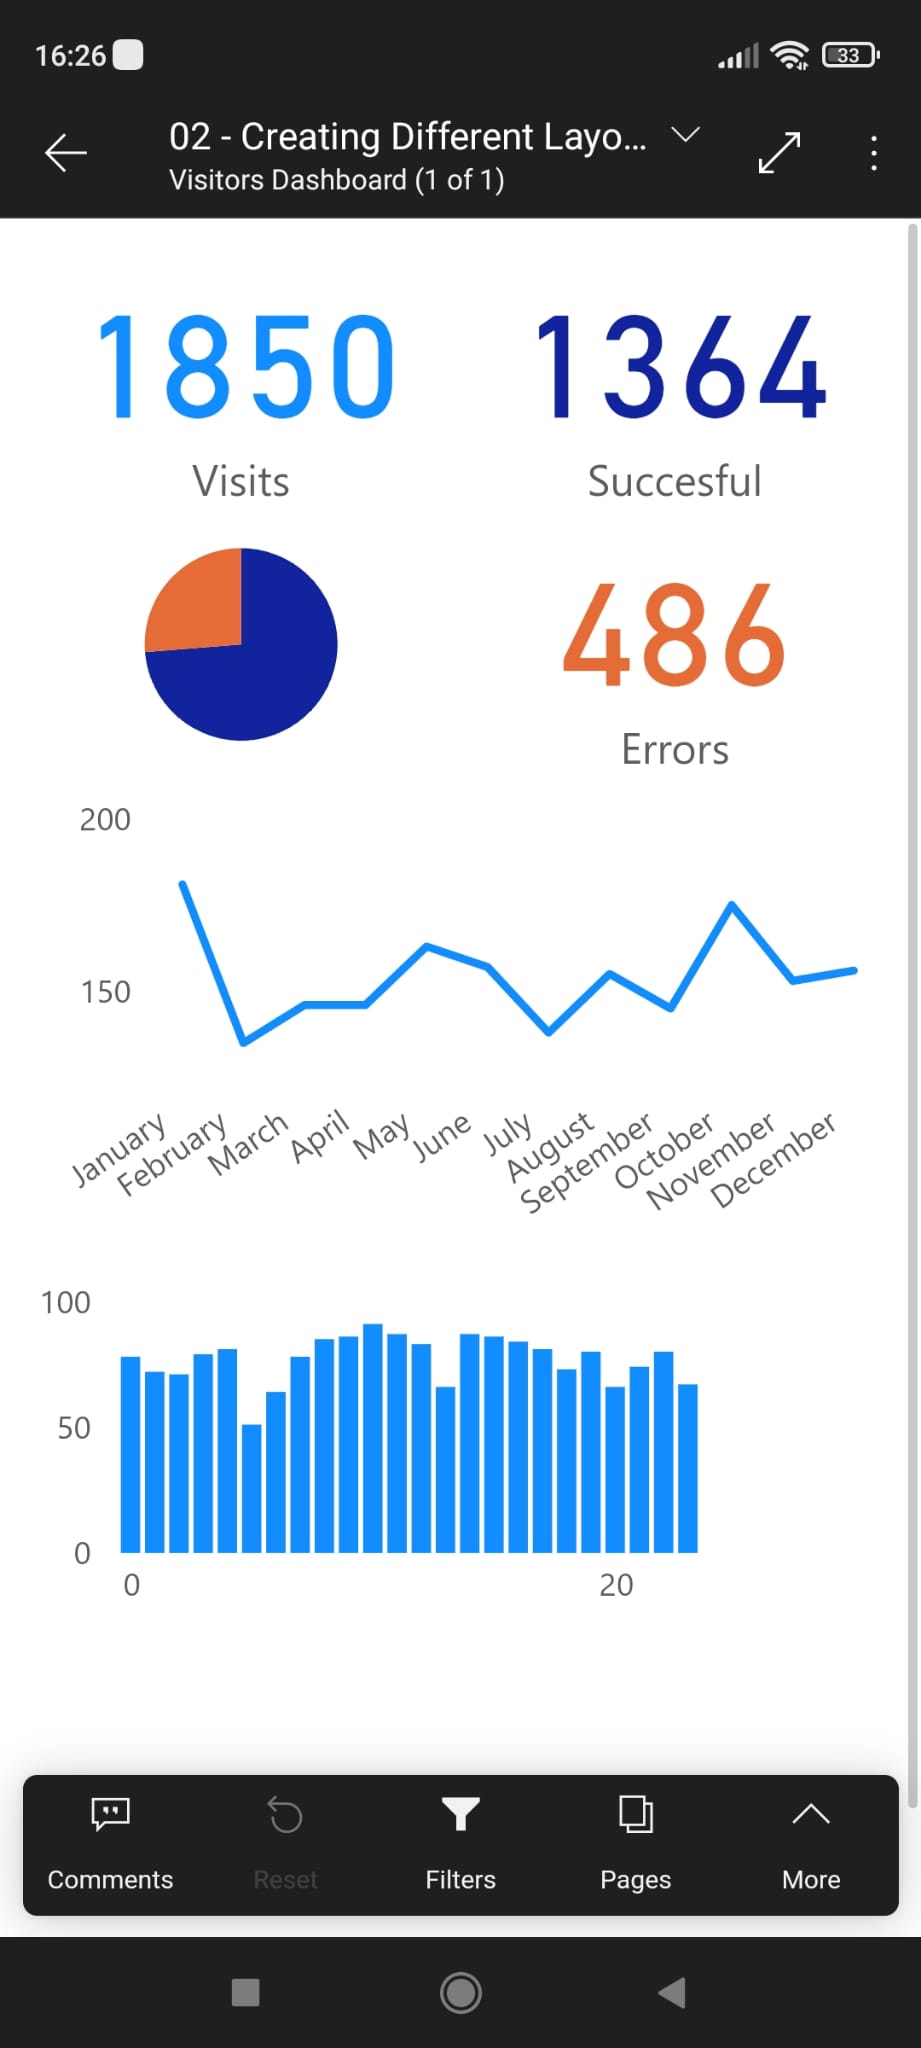 16:26
33
02 - Creating Different Layo...
Visitors Dashboard (1 of 1)
1850
1364
Visits
Succesful
486
Errors
200
150
January
February
March
April
May
June
July
August
September
October
November
December
100
50
0
0
20
Comments
Reset
Filters
Pages
More